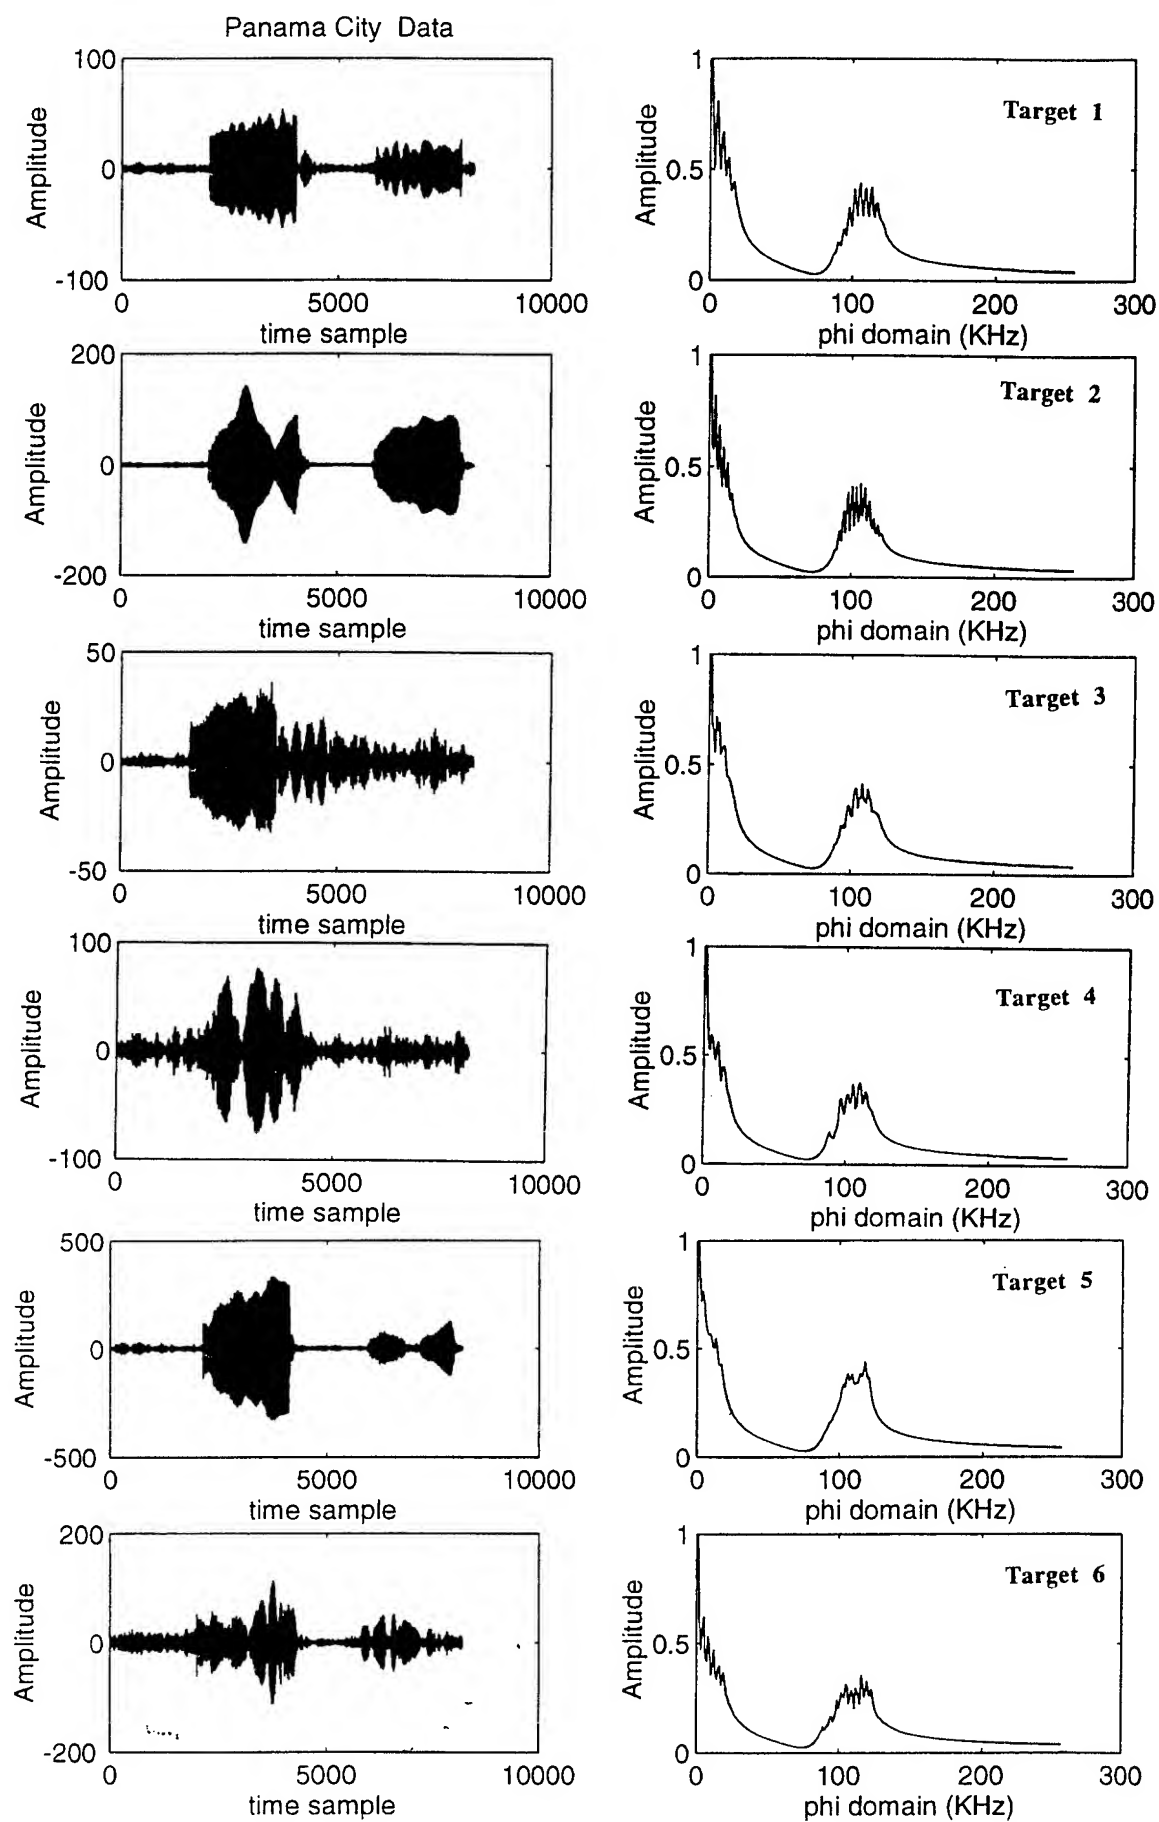 Panama City Data
100
0
-100
Amplitude
0 5000 10000
time sample
1
0.5
0
Amplitude
Target 1
0 100 200 300
phi domain (KHz)
200
0
-200
Amplitude
0 5000 10000
time sample
1
0.5
0
Amplitude
Target 2
0 100 200 300
phi domain (KHz)
50
0
-50
Amplitude
0 5000 10000
time sample
1
0.5
0
Amplitude
Target 3
0 100 200 300
phi domain (KHz)
100
0
-100
Amplitude
0 5000 10000
time sample
1
0.5
0
Amplitude
Target 4
0 100 200 300
phi domain (KHz)
500
0
-500
Amplitude
0 5000 10000
time sample
1
0.5
0
Amplitude
Target 5
0 100 200 300
phi domain (KHz)
200
0
-200
Amplitude
0 5000 10000
time sample
1
0.5
0
Amplitude
Target 6
0 100 200 300
phi domain (KHz)